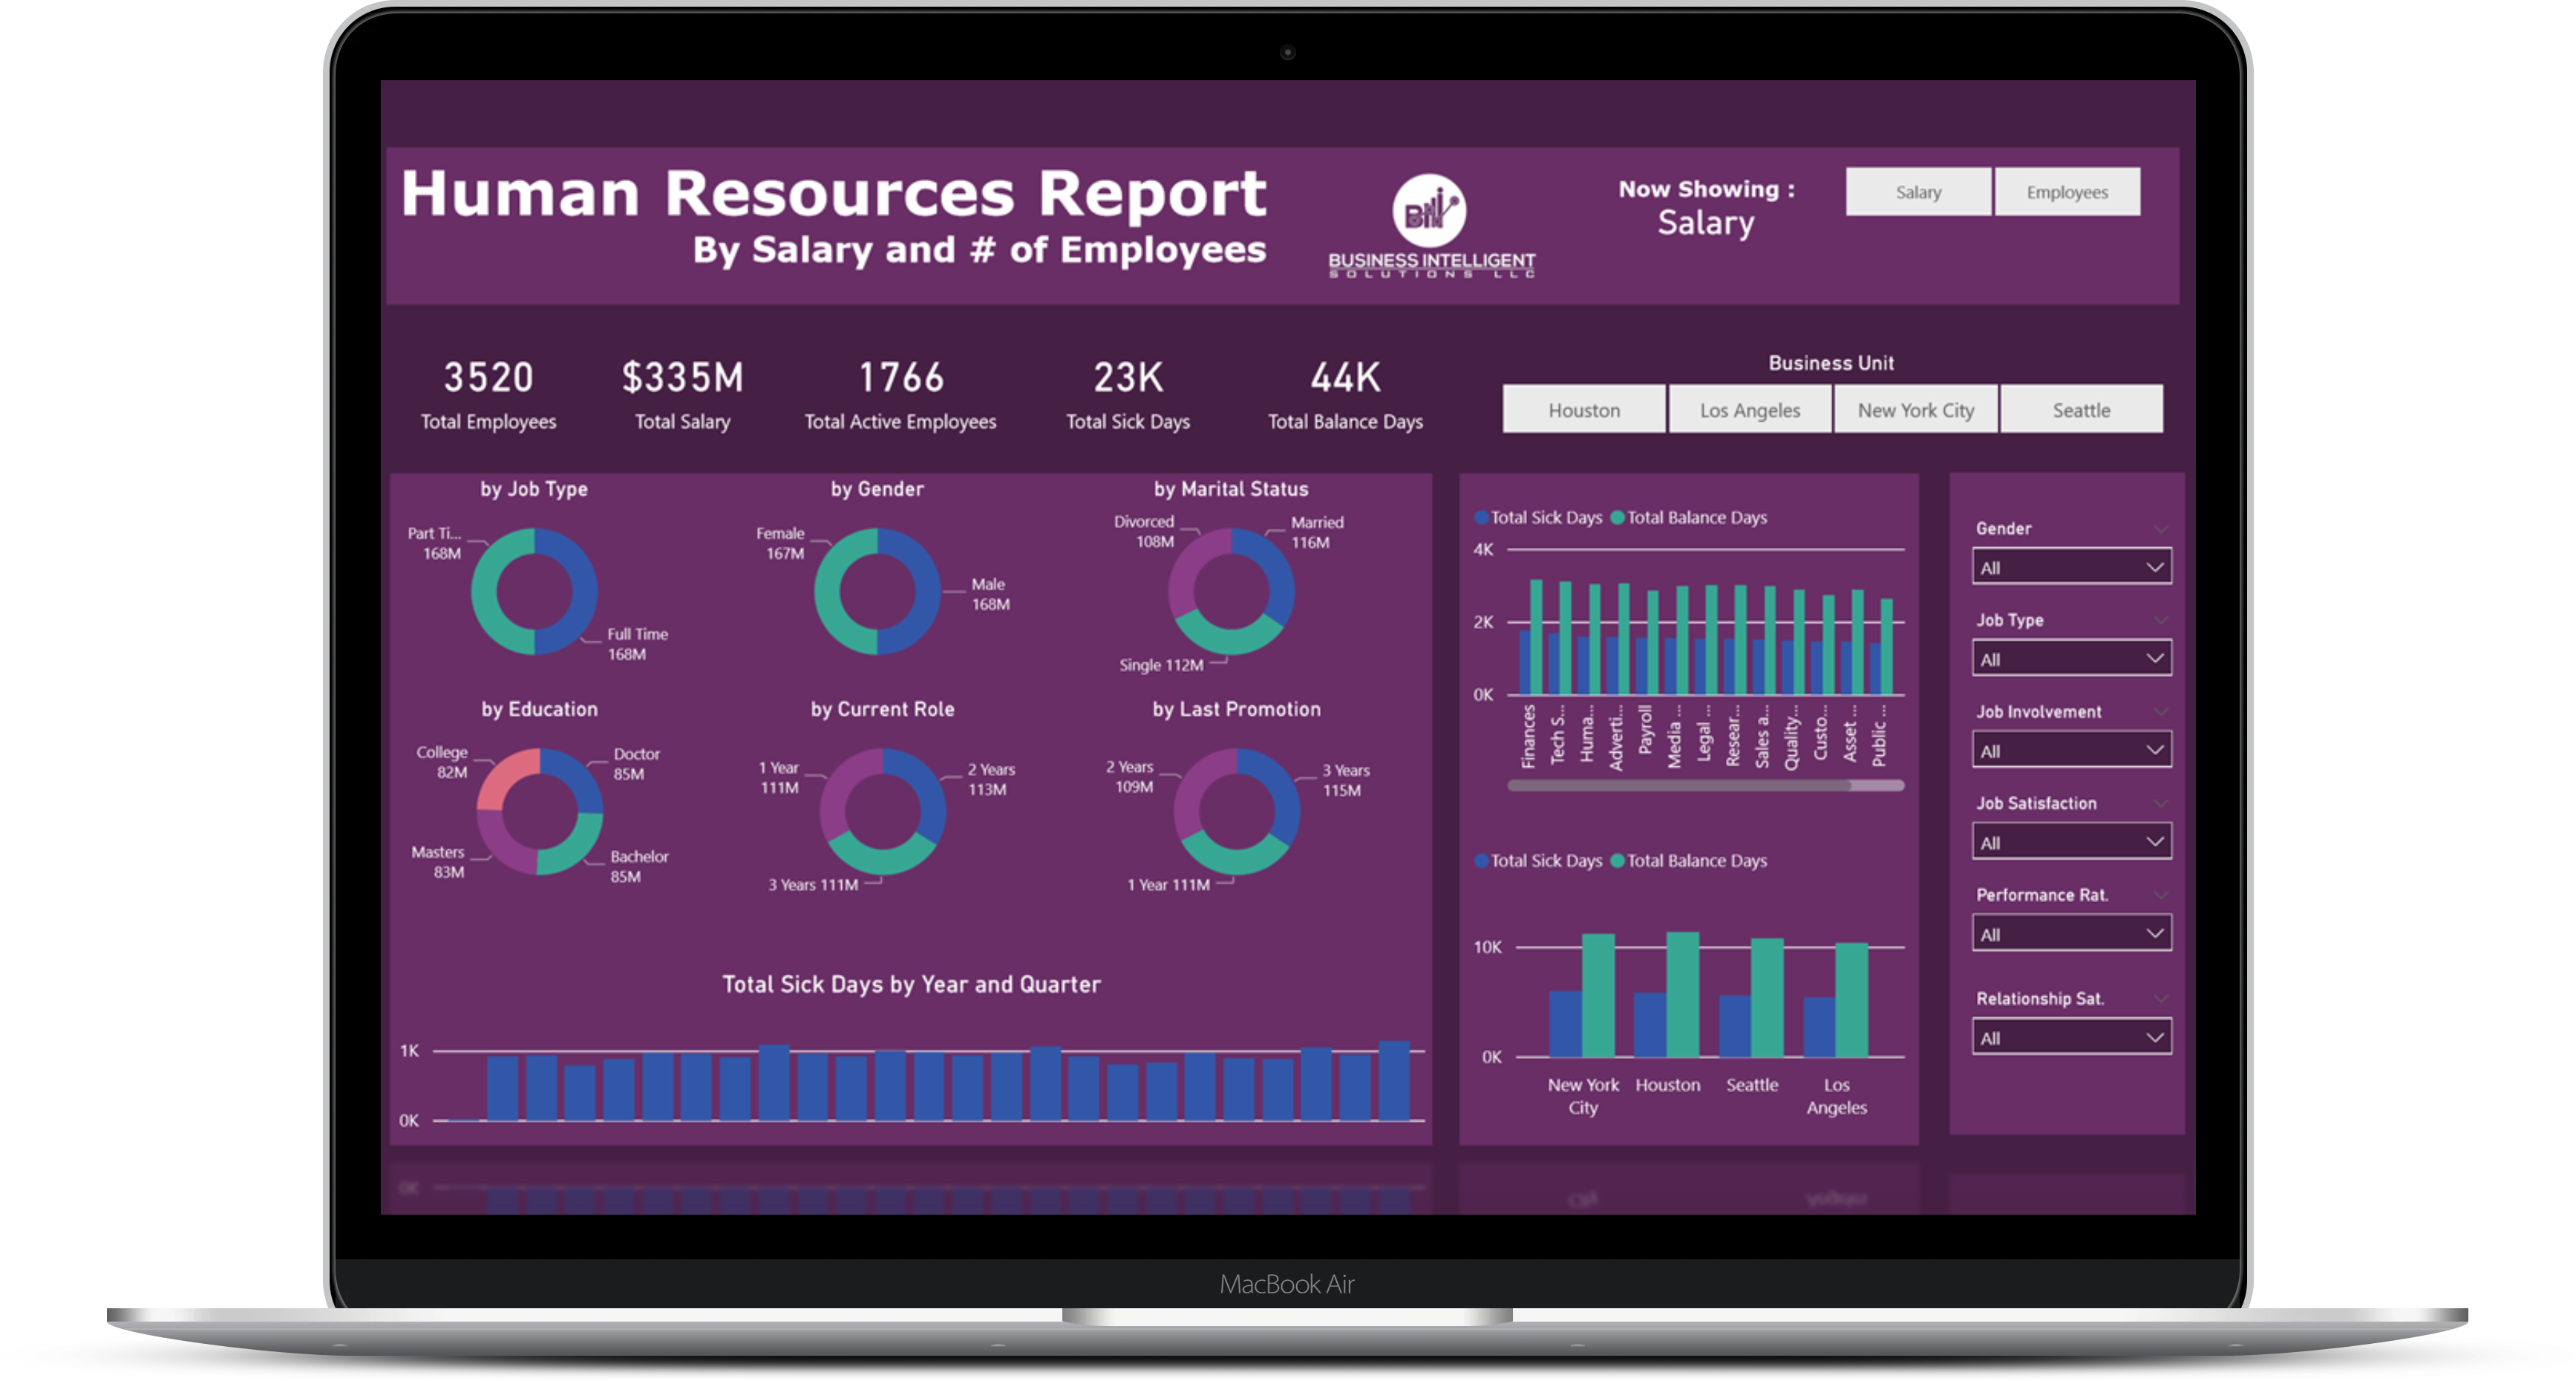 Human Resources Report
By Salary and # of Employees
BUSINESS INTELLIGENT
SOLUTIONS LLC
Now Showing :
Salary
Salary
Employees
3520
Total Employees
$335M
Total Salary
1766
Total Active Employees
23K
Total Sick Days
44K
Total Balance Days
Business Unit
Houston
Los Angeles
New York City
Seattle
by Job Type
Part Ti...
168M
Full Time
168M
by Gender
Female
167M
Male
168M
by Marital Status
Divorced
108M
Married
116M
Single 112M
by Education
College
82M
Doctor
85M
Masters
83M
Bachelor
85M
by Current Role
1 Year
111M
2 Years
113M
3 Years 111M
by Last Promotion
2 Years
109M
3 Years
115M
1 Year 111M
Total Sick Days by Year and Quarter
1K
0K
Total Sick Days Total Balance Days
4K
2K
0K
Finances
Tech S...
Huma...
Adverti...
Payroll
Media ...
Legal ...
Resear...
Sales a...
Quality...
Custo...
Asset ...
Public ...
Total Sick Days Total Balance Days
10K
0K
New York
City
Houston
Seattle
Los
Angeles
Gender
All
Job Type
All
Job Involvement
All
Job Satisfaction
All
Performance Rat.
All
Relationship Sat.
All
MacBook Air